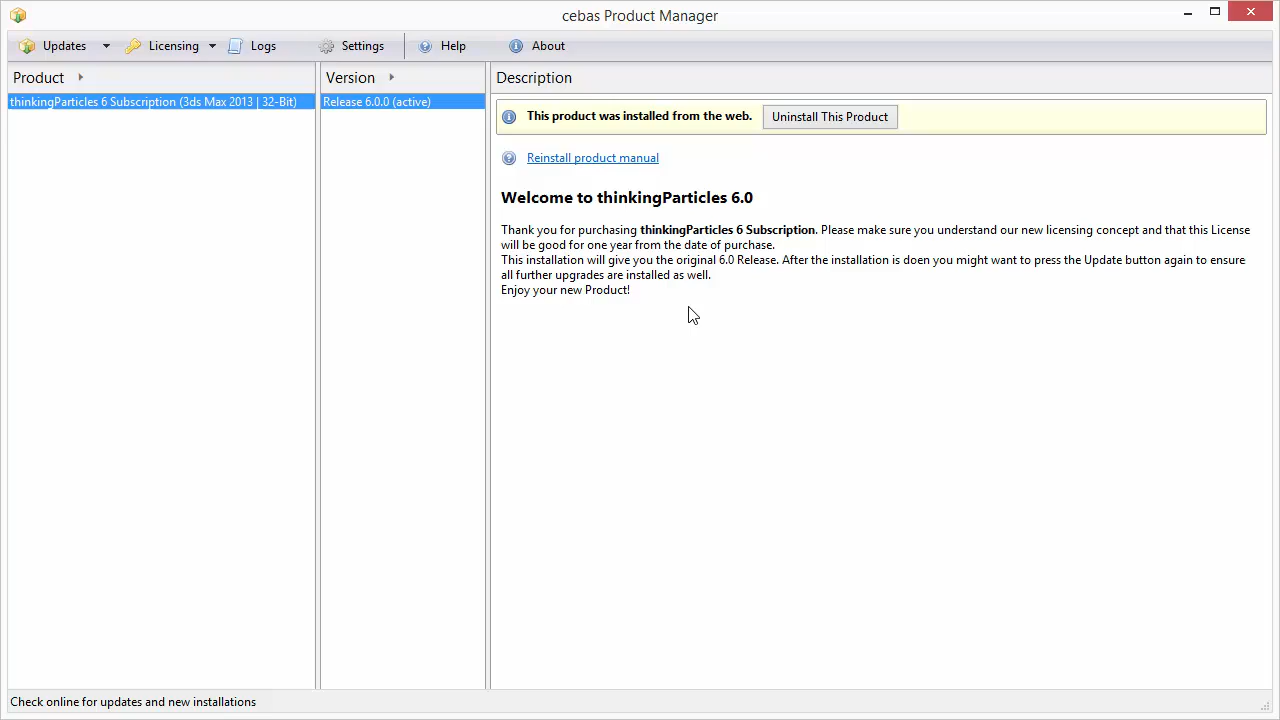 cebas Product Manager
Updates Licensing Logs Settings Help About
Product Version Description
thinkingParticles 6 Subscription (3ds Max 2013 | 32-Bit) Release 6.0.0 (active)
This product was installed from the web. Uninstall This Product
Reinstall product manual
Welcome to thinkingParticles 6.0
Thank you for purchasing thinkingParticles 6 Subscription. Please make sure you understand our new licensing concept and that this License
will be good for one year from the date of purchase.
This installation will give you the original 6.0 Release. After the installation is doen you might want to press the Update button again to ensure
all further upgrades are installed as well.
Enjoy your new Product!
Check online for updates and new installations